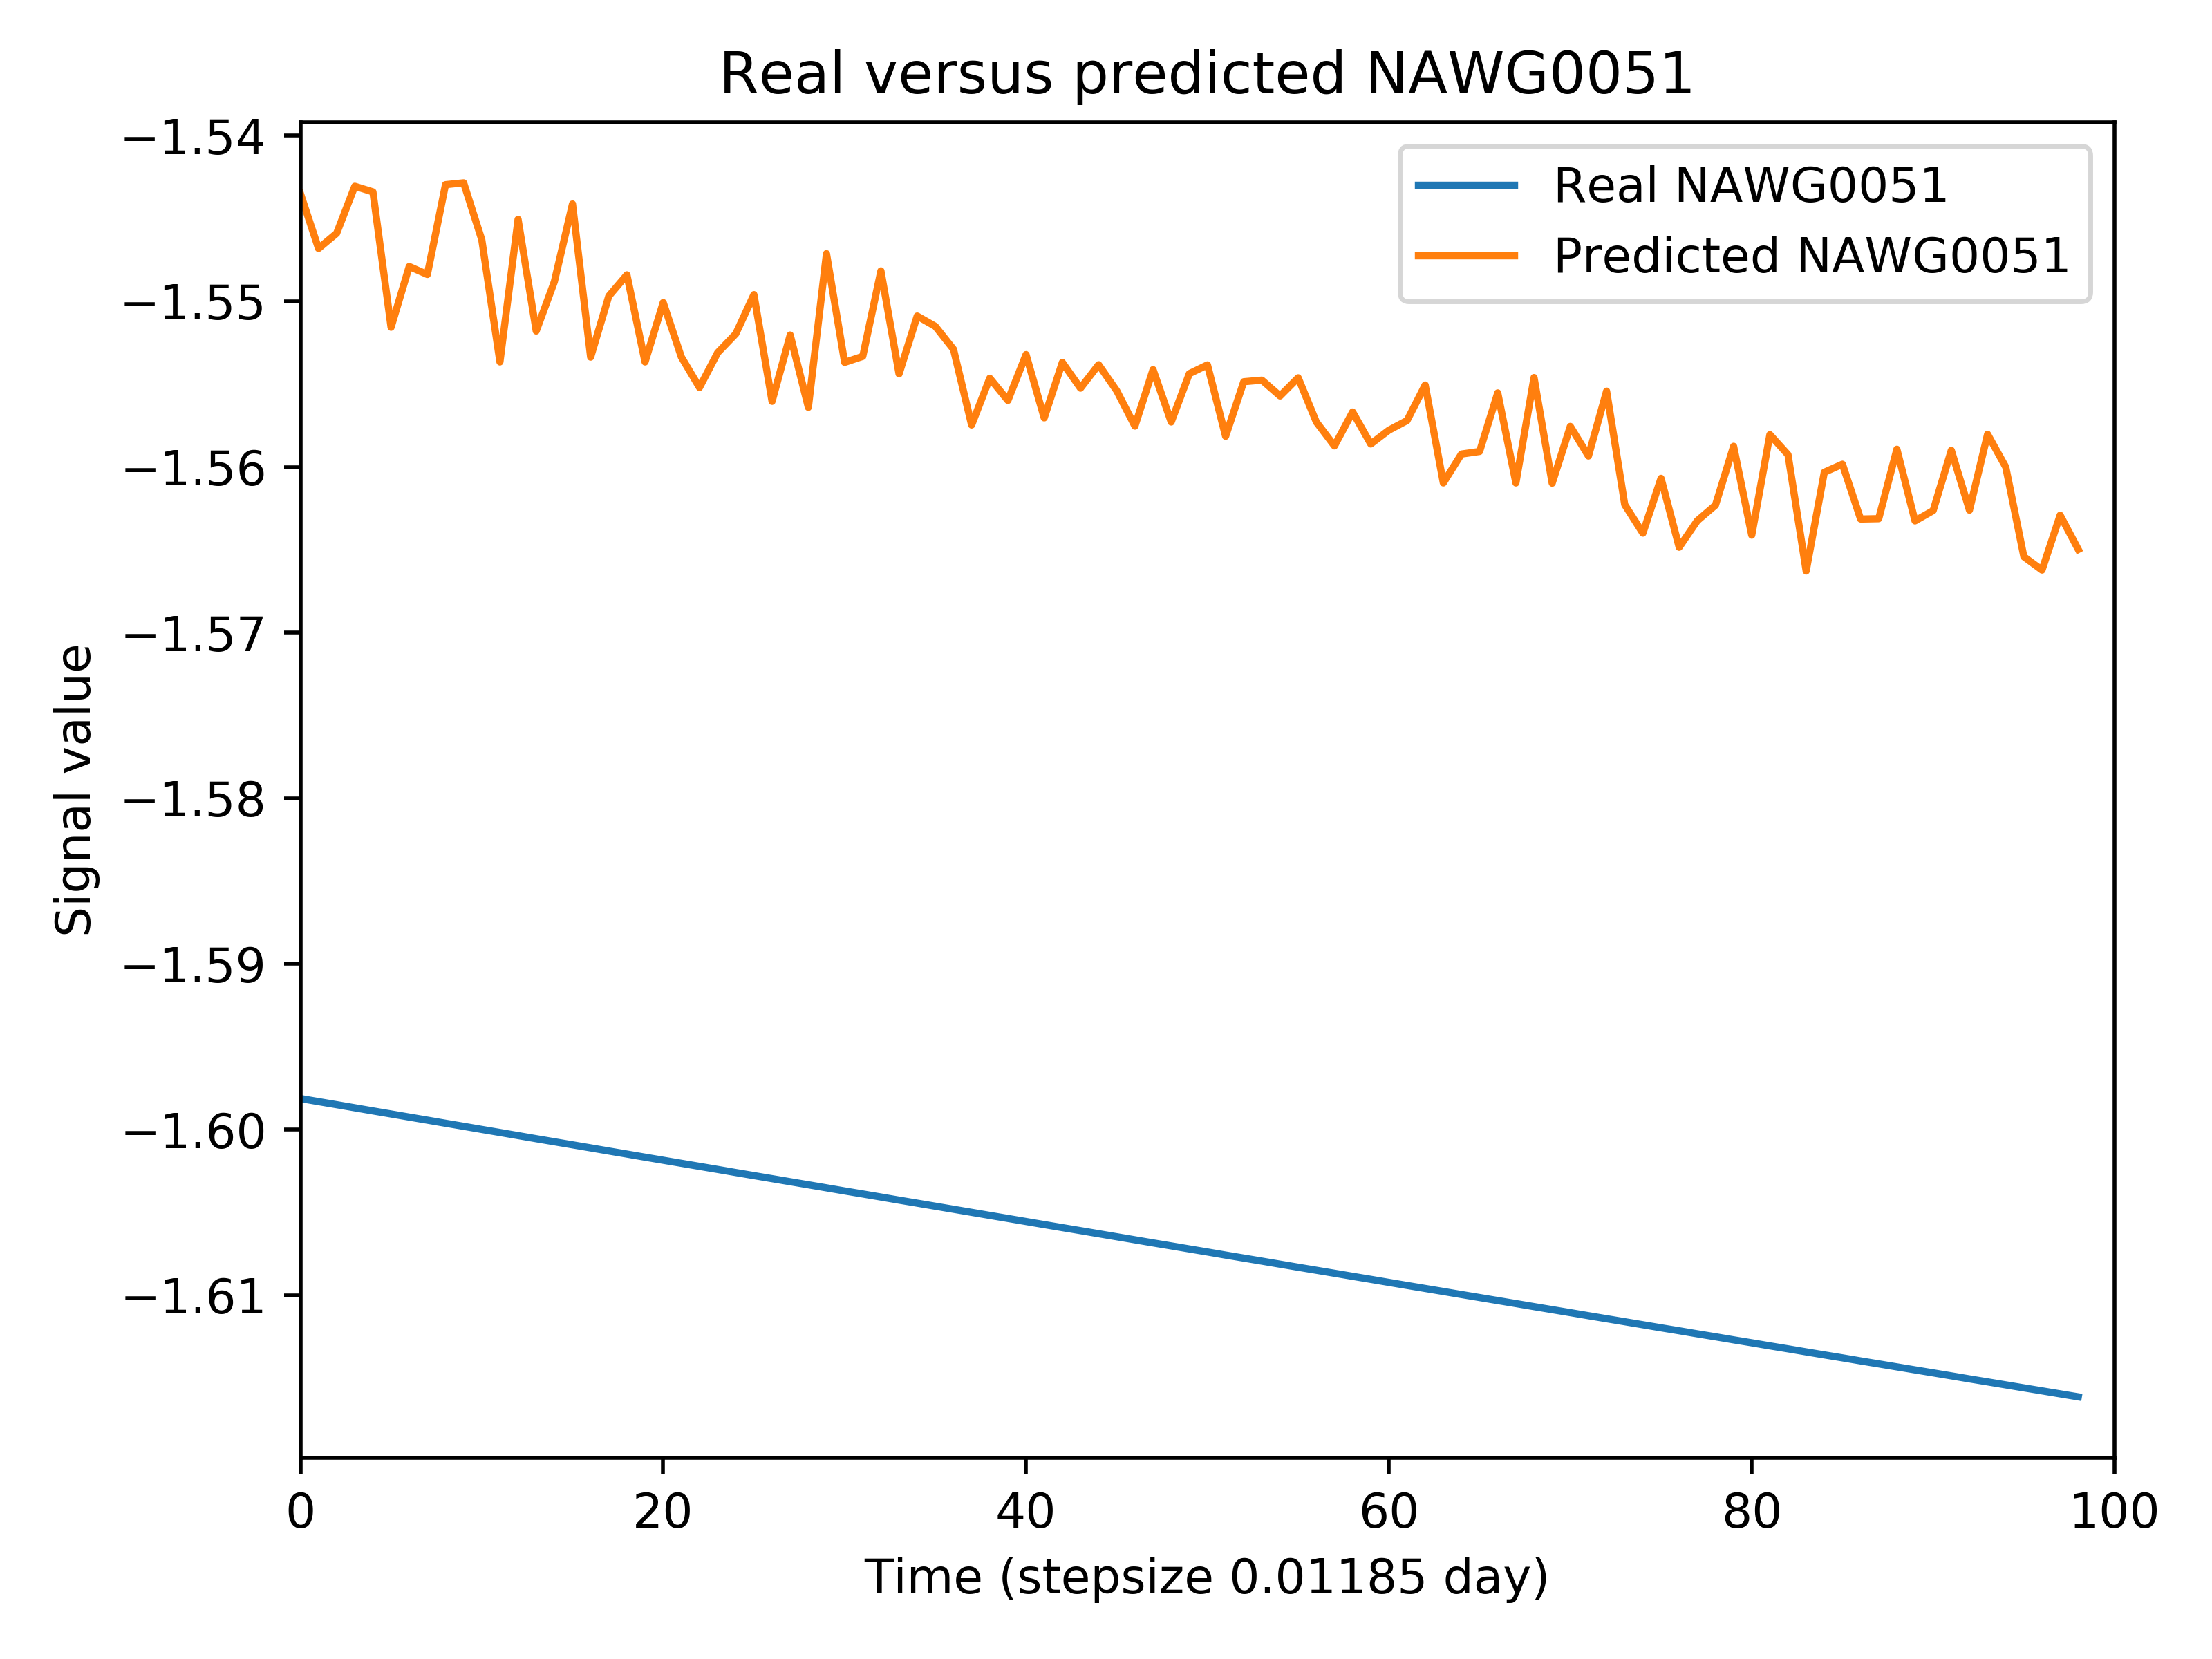 Real versus predicted NAWG0051
Real NAWG0051
Predicted NAWG0051
−1.54
−1.55
−1.56
−1.57
−1.58
−1.59
−1.60
−1.61
Signal value
0 20 40 60 80 100
Time (stepsize 0.01185 day)